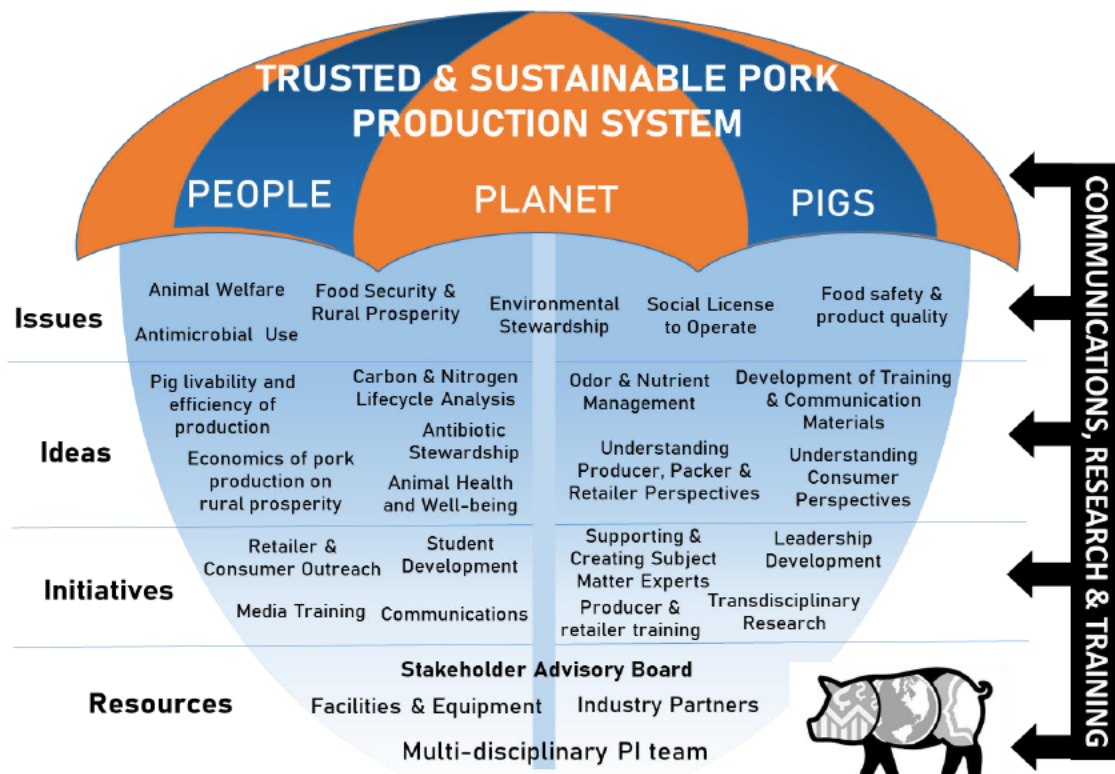 TRUSTED & SUSTAINABLE PORK
PRODUCTION SYSTEM
PEOPLE
PLANET
PIGS
Issues
Animal Welfare
Antimicrobial Use
Food Security &
Rural Prosperity
Environmental
Stewardship
Social License
to Operate
Food safety &
product quality
Ideas
Pig livability and
efficiency of
production
Economics of pork
production on
rural prosperity
Carbon & Nitrogen
Lifecycle Analysis
Antibiotic
Stewardship
Animal Health
and Well-being
Odor & Nutrient
Management
Understanding
Producer, Packer &
Retailer Perspectives
Development of Training
& Communication
Materials
Understanding
Consumer
Perspectives
Initiatives
Retailer &
Consumer Outreach
Media Training
Student
Development
Communications
Supporting &
Creating Subject
Matter Experts
Producer &
retailer training
Leadership
Development
Transdisciplinary
Research
Resources
Stakeholder Advisory Board
Facilities & Equipment
Industry Partners
Multi-disciplinary PI team
COMMUNICATIONS, RESEARCH & TRAINING